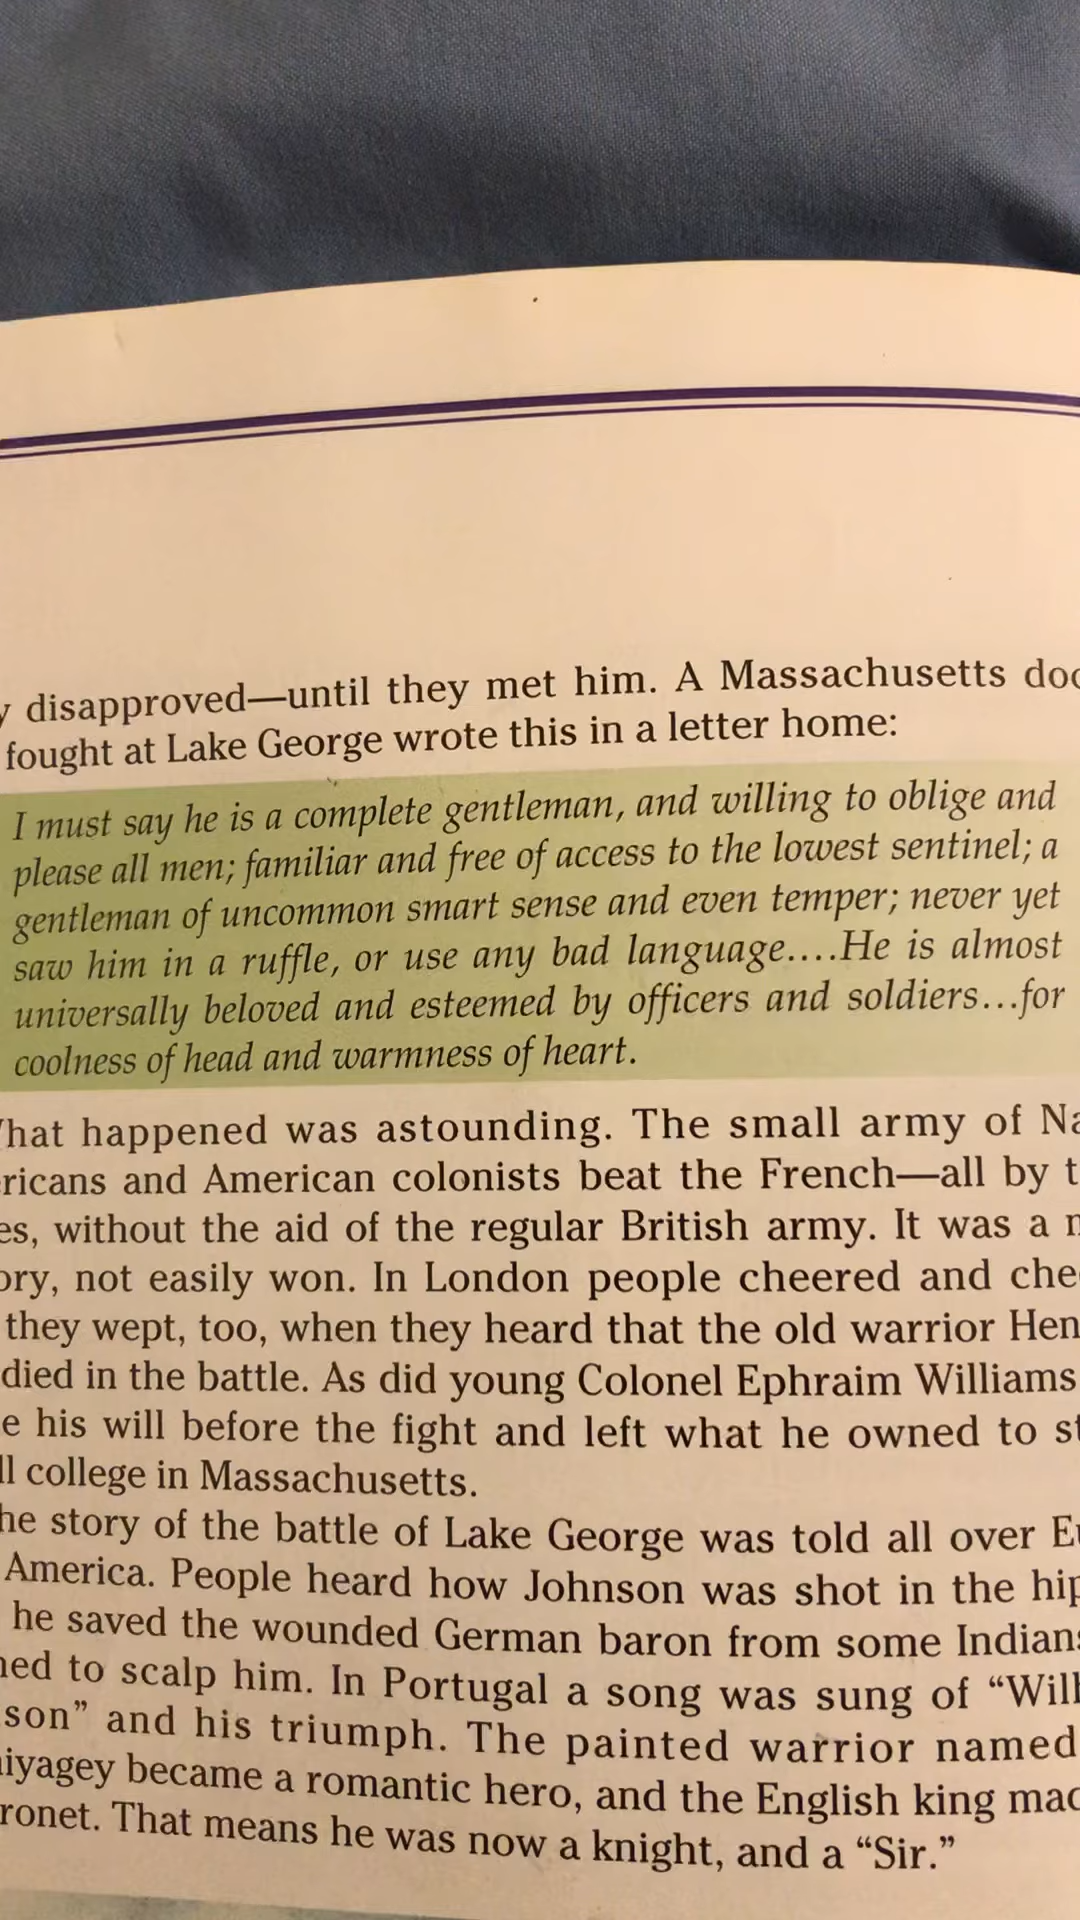 y disapproved—until they met him. A Massachusetts doc
fought at Lake George wrote this in a letter home:
I must say he is a complete gentleman, and willing to oblige and
please all men; familiar and free of access to the lowest sentinel; a
gentleman of uncommon smart sense and even temper; never yet
saw him in a ruffle, or use any bad language....He is almost
universally beloved and esteemed by officers and soldiers...for
coolness of head and warmness of heart.
hat happened was astounding. The small army of Na
ricans and American colonists beat the French—all by t
es, without the aid of the regular British army. It was a m
ory, not easily won. In London people cheered and che
they wept, too, when they heard that the old warrior Hen
died in the battle. As did young Colonel Ephraim Williams
e his will before the fight and left what he owned to st
ll college in Massachusetts.
he story of the battle of Lake George was told all over Eu
America. People heard how Johnson was shot in the hip
he saved the wounded German baron from some Indians
ned to scalp him. In Portugal a song was sung of “Will
son” and his triumph. The painted warrior named
iyagey became a romantic hero, and the English king mad
ronet. That means he was now a knight, and a “Sir.”